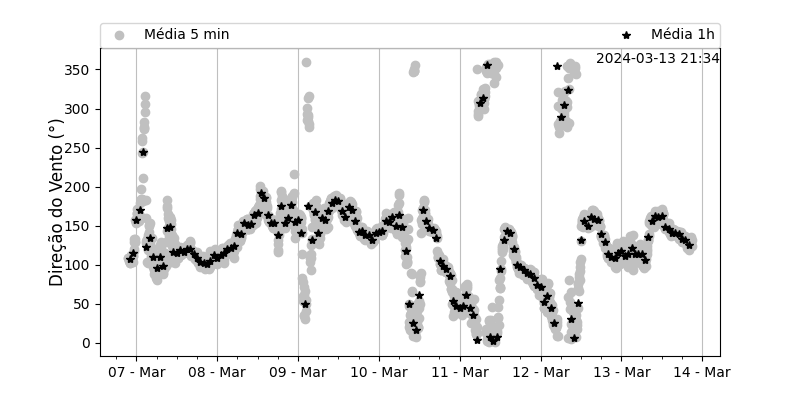 Média 5 min
Média 1h
2024-03-13 21:34
Direção do Vento (°)
350
300
250
200
150
100
50
0
07 - Mar
08 - Mar
09 - Mar
10 - Mar
11 - Mar
12 - Mar
13 - Mar
14 - Mar